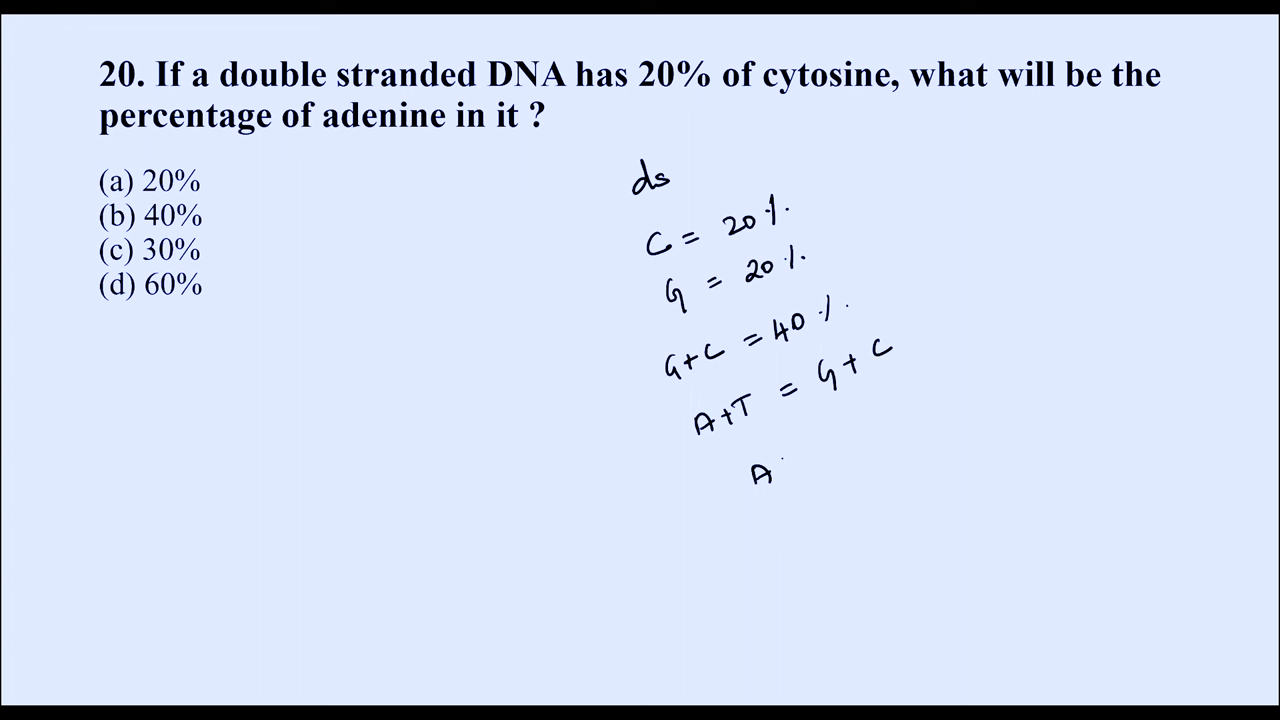 20. If a double stranded DNA has 20% of cytosine, what will be the
percentage of adenine in it ?
(a) 20%
(b) 40%
(c) 30%
(d) 60%
ds
C = 20%.
G = 20%.
G+C = 40%.
A+T = G+C
A